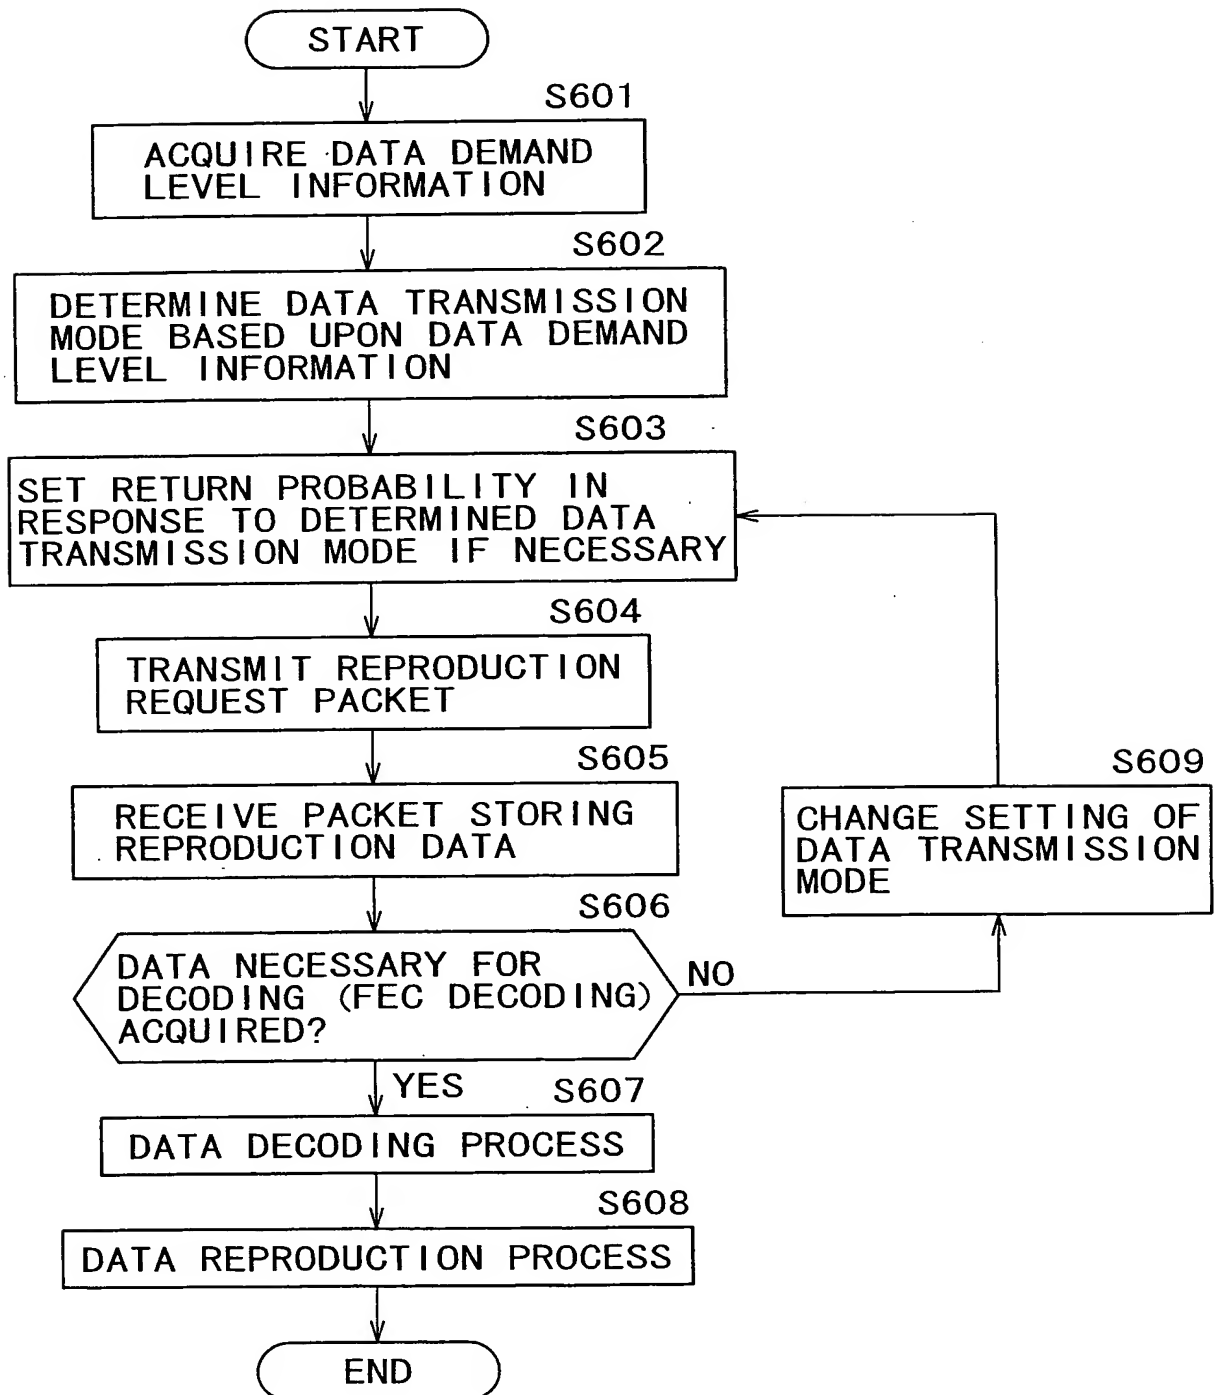 START
S601
ACQUIRE DATA DEMAND
LEVEL INFORMATION
S602
DETERMINE DATA TRANSMISSION
MODE BASED UPON DATA DEMAND
LEVEL INFORMATION
S603
SET RETURN PROBABILITY IN
RESPONSE TO DETERMINED DATA
TRANSMISSION MODE IF NECESSARY
S604
TRANSMIT REPRODUCTION
REQUEST PACKET
S605
RECEIVE PACKET STORING
REPRODUCTION DATA
S609
CHANGE SETTING OF
DATA TRANSMISSION
MODE
S606
DATA NECESSARY FOR
DECODING (FEC DECODING)
ACQUIRED?
NO
YES
S607
DATA DECODING PROCESS
S608
DATA REPRODUCTION PROCESS
END